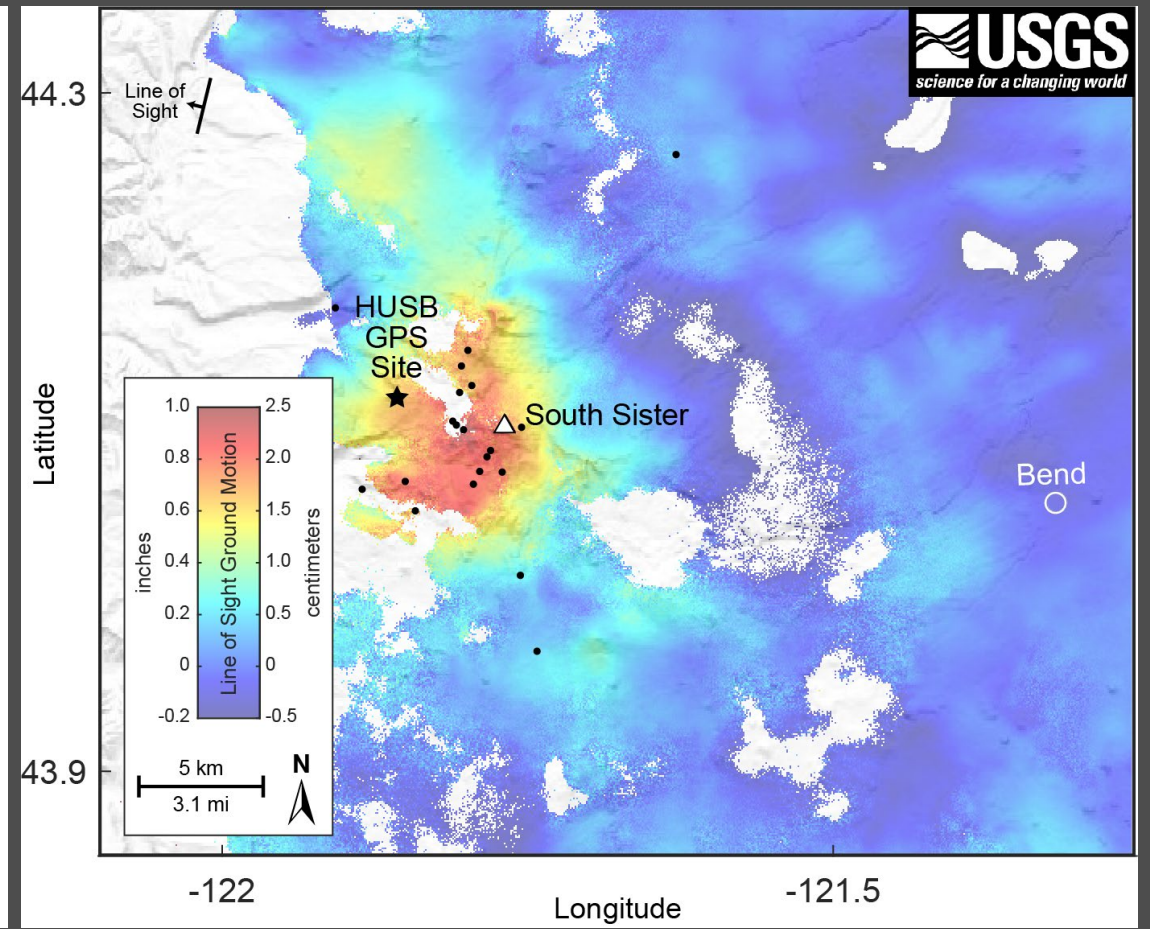 USGS
science for a changing world
44.3
Line of
Sight
HUSB
GPS
Site
South Sister
Bend
Latitude
1.0
2.5
0.8
2.0
0.6
1.5
0.4
1.0
0.2
0.5
0
0
-0.2
-0.5
inches
Line of Sight Ground Motion
centimeters
5 km
3.1 mi
N
43.9
-122
-121.5
Longitude